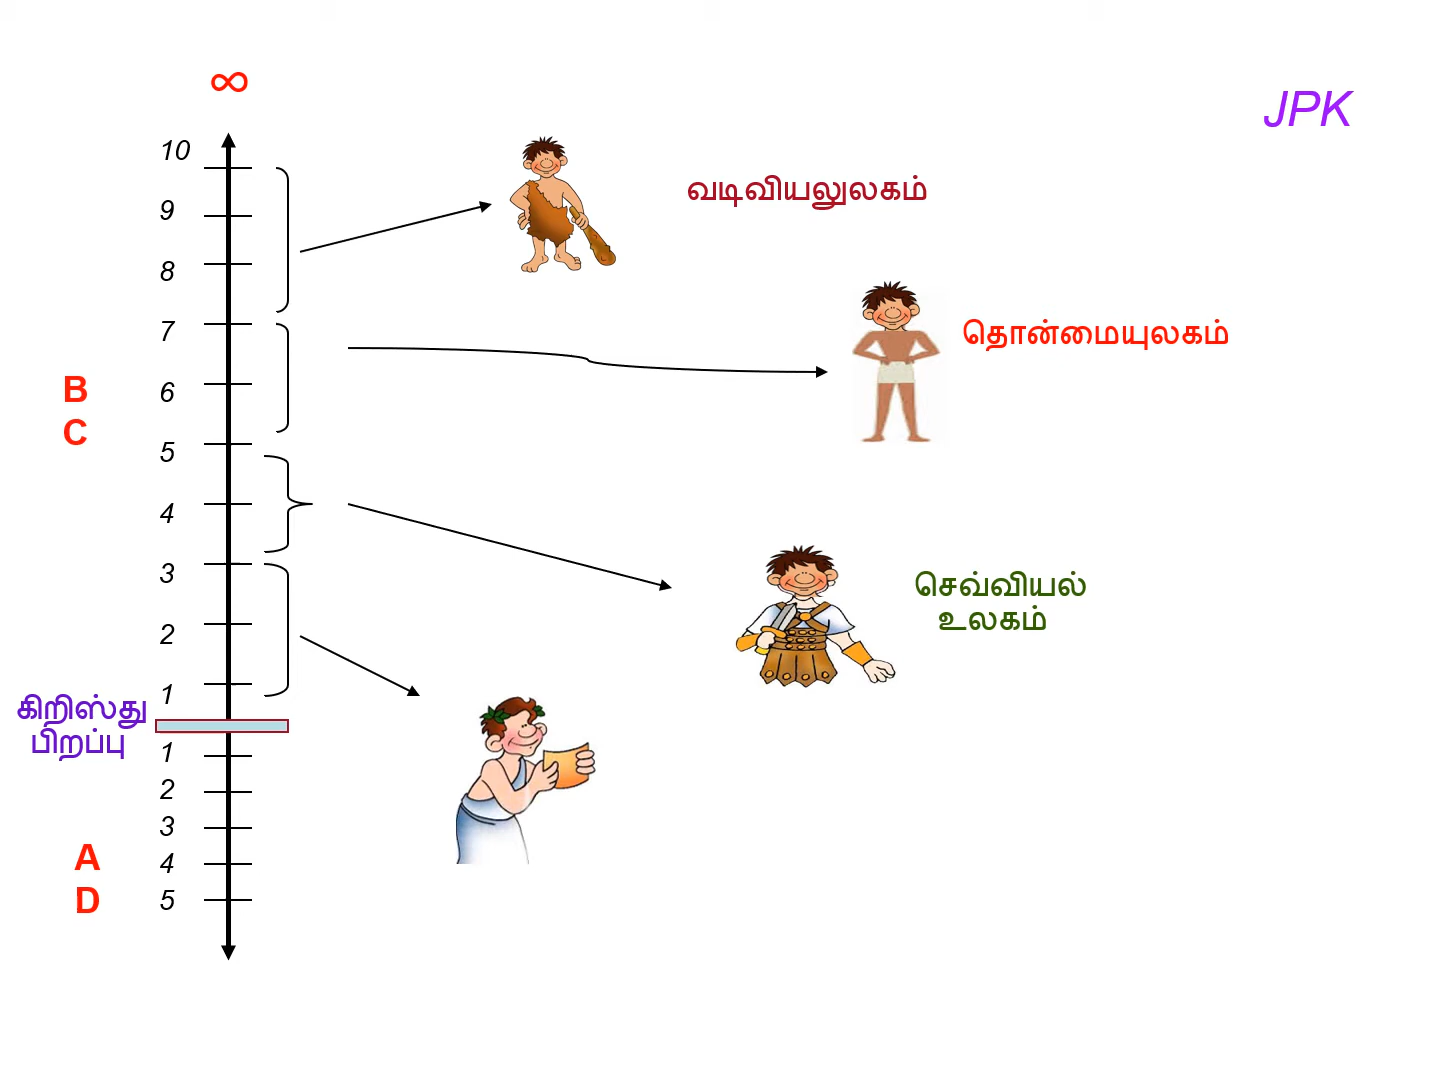 ∞
JPK
10
வடிவியலுலகம்
9
8
7
தொன்மையுலகம்
B
C
6
5
4
3
செவ்வியல்
உலகம்
2
1
கிறிஸ்து
பிறப்பு
1
2
3
A
D
4
5